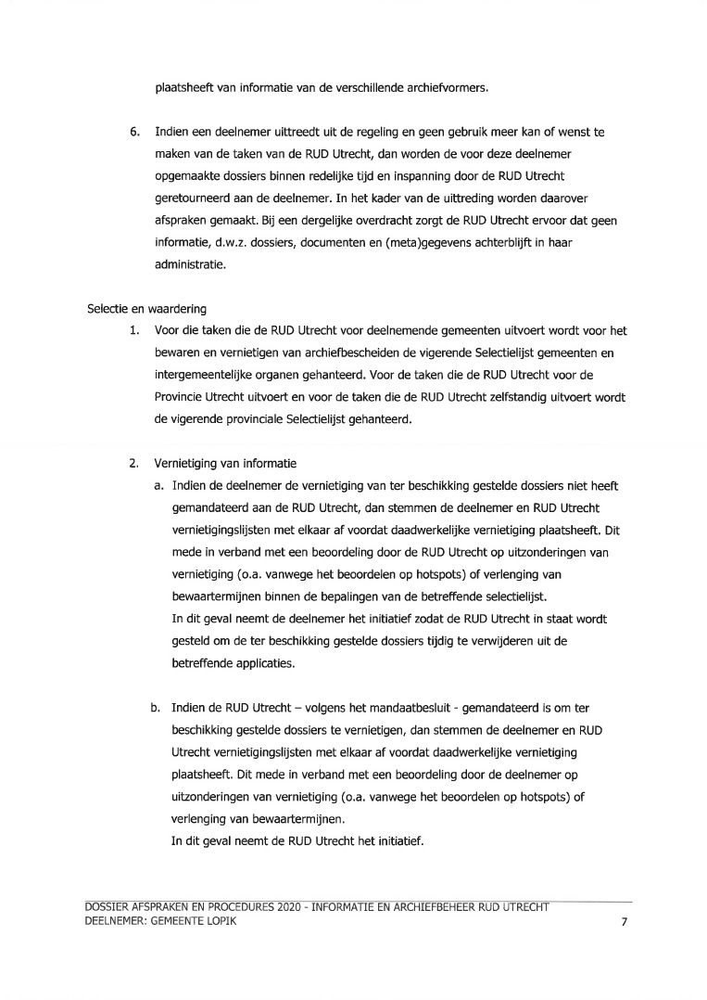 plaatsheeft van informatie van de verschillende archiefvormers.
6. Indien een deelnemer uittreedt uit de regeling en geen gebruik meer kan of wenst te
maken van de taken van de RUD Utrecht, dan worden de voor deze deelnemer
opgemaakte dossiers binnen redelijke tijd en inspanning door de RUD Utrecht
geretourneerd aan de deelnemer. In het kader van de uittreding worden daarover
afspraken gemaakt. Bij een dergelijke overdracht zorgt de RUD Utrecht ervoor dat geen
informatie, d.w.z. dossiers, documenten en (meta)gegevens achterblijft in haar
administratie.
Selectie en waardering
1. Voor die taken die de RUD Utrecht voor deelnemende gemeenten uitvoert wordt voor het
bewaren en vernietigen van archiefbescheiden de vigerende Selectielijst gemeenten en
intergemeentelijke organen gehanteerd. Voor de taken die de RUD Utrecht voor de
Provincie Utrecht uitvoert en voor de taken die de RUD Utrecht zelfstandig uitvoert wordt
de vigerende provinciale Selectielijst gehanteerd.
2. Vernietiging van informatie
a. Indien de deelnemer de vernietiging van ter beschikking gestelde dossiers niet heeft
gemandateerd aan de RUD Utrecht, dan stemmen de deelnemer en RUD Utrecht
vernietigingslijsten met elkaar af voordat daadwerkelijke vernietiging plaatsheeft. Dit
mede in verband met een beoordeling door de RUD Utrecht op uitzonderingen van
vernietiging (o.a. vanwege het beoordelen op hotspots) of verlenging van
bewaartermijnen binnen de bepalingen van de betreffende selectielijst.
In dit geval neemt de deelnemer het initiatief zodat de RUD Utrecht in staat wordt
gesteld om de ter beschikking gestelde dossiers tijdig te verwijderen uit de
betreffende applicaties.
b. Indien de RUD Utrecht – volgens het mandaatbesluit - gemandateerd is om ter
beschikking gestelde dossiers te vernietigen, dan stemmen de deelnemer en RUD
Utrecht vernietigingslijsten met elkaar af voordat daadwerkelijke vernietiging
plaatsheeft. Dit mede in verband met een beoordeling door de deelnemer op
uitzonderingen van vernietiging (o.a. vanwege het beoordelen op hotspots) of
verlenging van bewaartermijnen.
In dit geval neemt de RUD Utrecht het initiatief.
DOSSIER AFSPRAKEN EN PROCEDURES 2020 - INFORMATIE EN ARCHIEFBEHEER RUD UTRECHT
DEELNEMER: GEMEENTE LOPIK 7